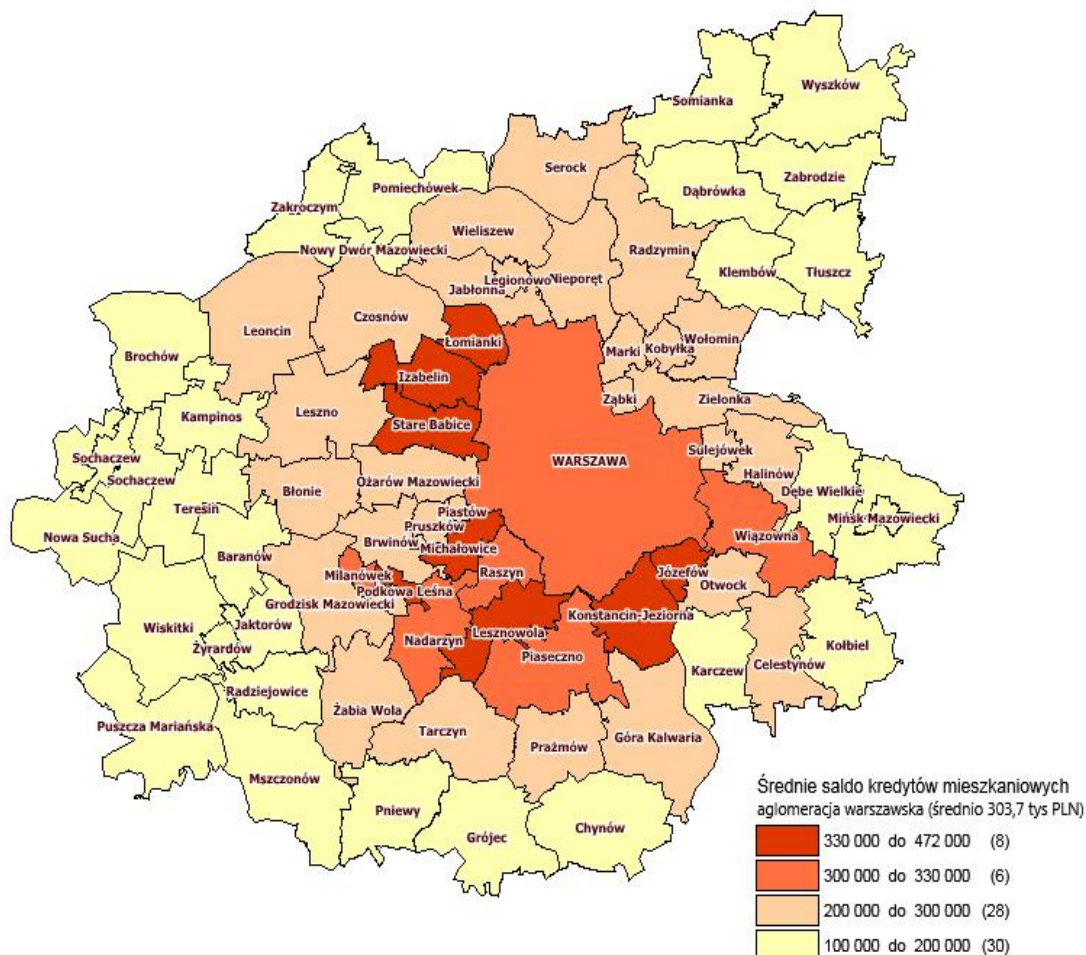 Wyszków
Somianka
Serock
Zabrodzie
Pomiechówek
Dąbrówka
Zakroczym
Wieliszew
Nowy Dwór Mazowiecki
Radzymin
Klembów
Tłuszcz
Legionowo
Nieporęt
Jabłonna
Czosnów
Leoncin
Łomianki
Wołomin
Marki
Kobyłka
Brochów
Izabelin
Ząbki
Zielonka
Kampinos
Leszno
Stare Babice
Sulejówek
Sochaczew
WARSZAWA
Halinów
Sochaczew
Ożarów Mazowiecki
Błonie
Dębe Wielkie
Teresin
Piastów
Mińsk Mazowiecki
Pruszków
Nowa Sucha
Brwinów
Wiązowna
Michałowice
Baranów
Raszyn
Józefów
Milanówek
Otwock
Podkowa Leśna
Grodzisk Mazowiecki
Konstancin-Jeziorna
Jaktorów
Wiskitki
Lesznowola
Nadarzyn
Kołbiel
Żyrardów
Piaseczno
Celestynów
Karczew
Radziejowice
Żabia Wola
Puszcza Mariańska
Tarczyn
Góra Kalwaria
Prażmów
Mszczonów
Pniewy
Chynów
Grójec
Średnie saldo kredytów mieszkaniowych
aglomeracja warszawska (średnio 303,7 tys PLN)
330 000 do 472 000 (8)
300 000 do 330 000 (6)
200 000 do 300 000 (28)
100 000 do 200 000 (30)